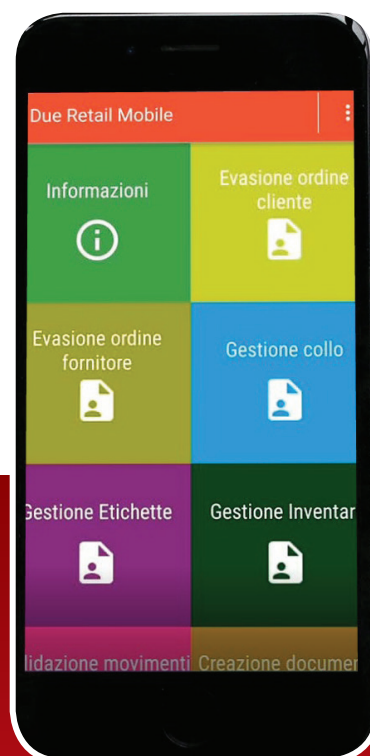 Due Retail Mobile
Informazioni
Evasione ordine
cliente
Evasione ordine
fornitore
Gestione collo
Gestione Etichette
Gestione Inventar
lidazione movimenti
Creazione documen